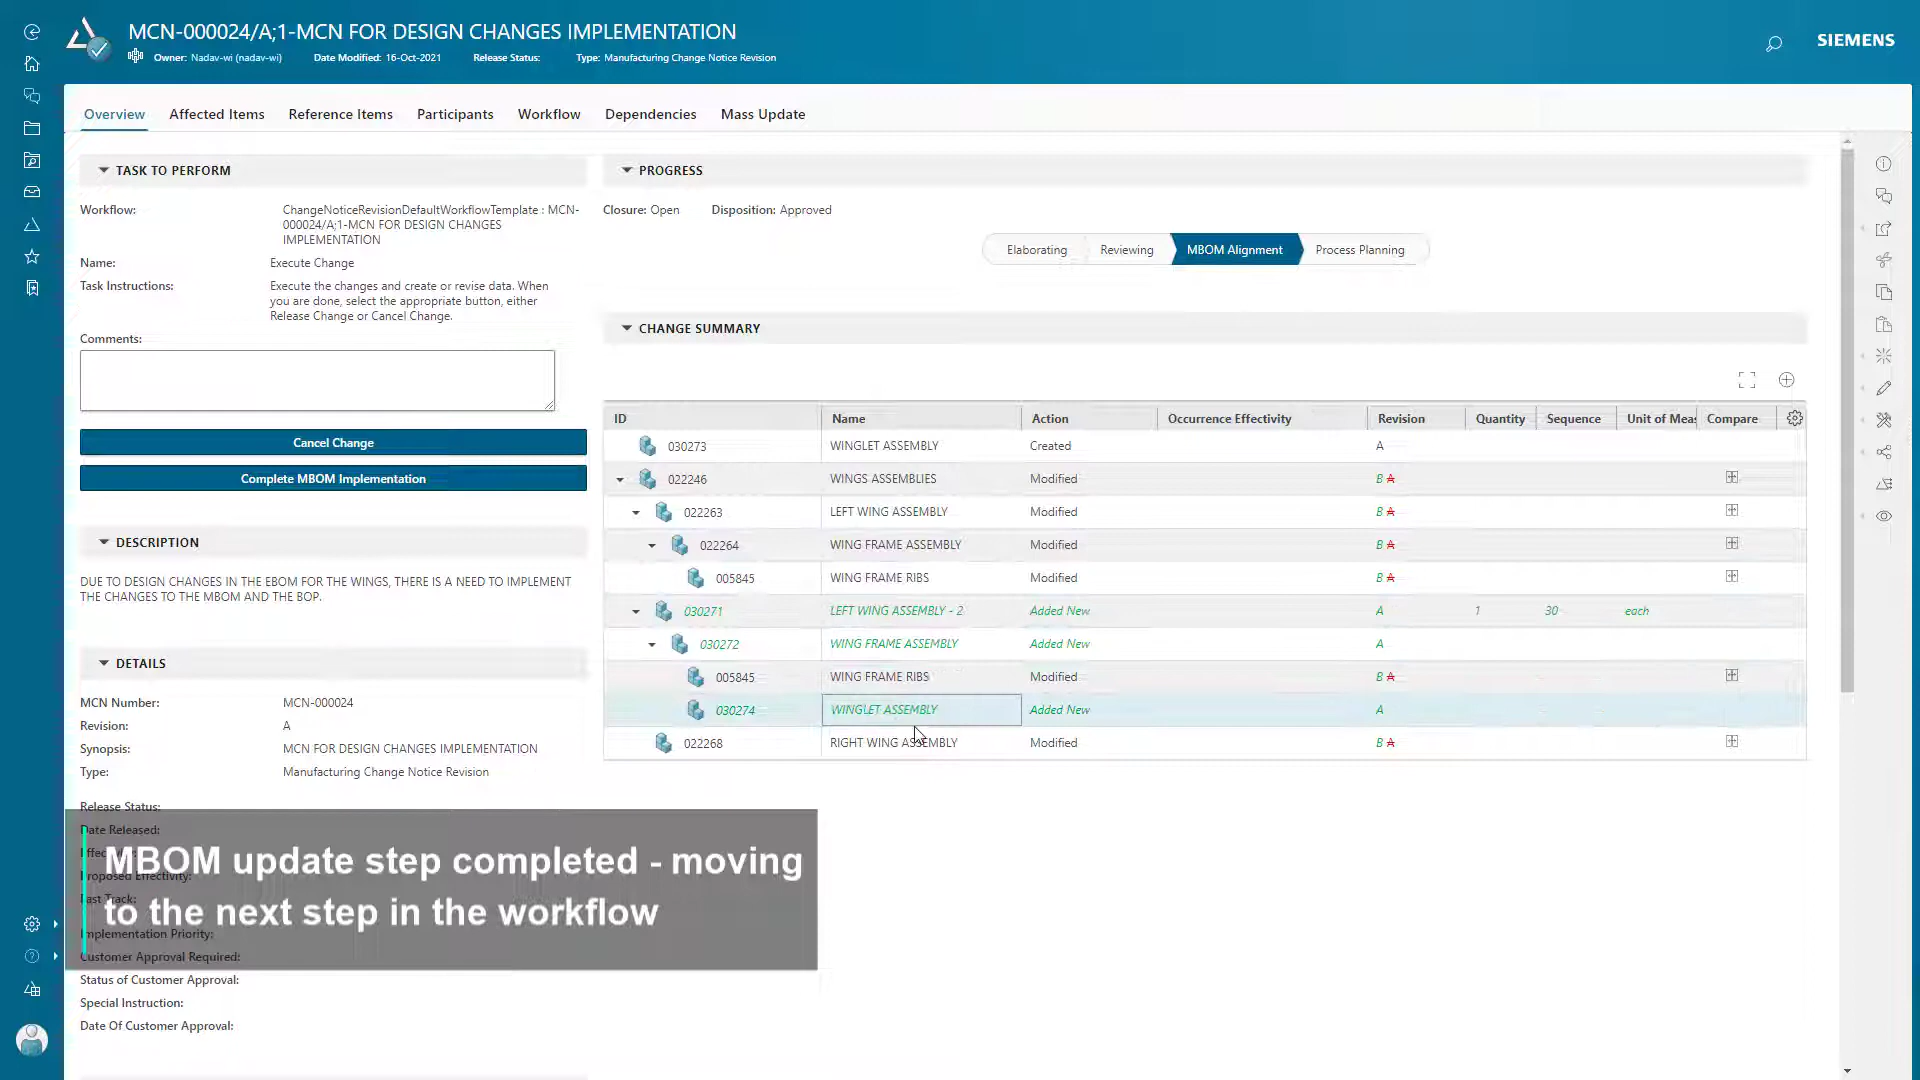 MCN-000024/A;1-MCN FOR DESIGN CHANGES IMPLEMENTATION
Owner: Nadav-wi (nadav-wi) Date Modified: 16-Oct-2021 Release Status: Type: Manufacturing Change Notice Revision
SIEMENS
Overview Affected Items Reference Items Participants Workflow Dependencies Mass Update
TASK TO PERFORM
Workflow: ChangeNoticeRevisionDefaultWorkflowTemplate : MCN-
000024/A;1-MCN FOR DESIGN CHANGES
IMPLEMENTATION
Name: Execute Change
Task Instructions: Execute the changes and create or revise data. When
you are done, select the appropriate button, either
Release Change or Cancel Change.
Comments:
Cancel Change
Complete MBOM Implementation
DESCRIPTION
DUE TO DESIGN CHANGES IN THE EBOM FOR THE WINGS, THERE IS A NEED TO IMPLEMENT
THE CHANGES TO THE MBOM AND THE BOP.
DETAILS
MCN Number: MCN-000024
Revision: A
Synopsis: MCN FOR DESIGN CHANGES IMPLEMENTATION
Type: Manufacturing Change Notice Revision
Release Status:
Date Released:
Proposed Effectivity:
Fast Track:
Implementation Priority:
Customer Approval Required:
Status of Customer Approval:
Special Instruction:
Date Of Customer Approval:
MBOM update step completed - moving
to the next step in the workflow
PROGRESS
Closure: Open Disposition: Approved
Elaborating Reviewing MBOM Alignment Process Planning
CHANGE SUMMARY
ID Name Action Occurrence Effectivity Revision Quantity Sequence Unit of Meas Compare
030273 WINGLET ASSEMBLY Created A
022246 WINGS ASSEMBLIES Modified B A
022263 LEFT WING ASSEMBLY Modified B A
022264 WING FRAME ASSEMBLY Modified B A
005845 WING FRAME RIBS Modified B A
030271 LEFT WING ASSEMBLY - 2 Added New A 1 30 each
030272 WING FRAME ASSEMBLY Added New A
005845 WING FRAME RIBS Modified B A
030274 WINGLET ASSEMBLY Added New A
022268 RIGHT WING ASSEMBLY Modified B A